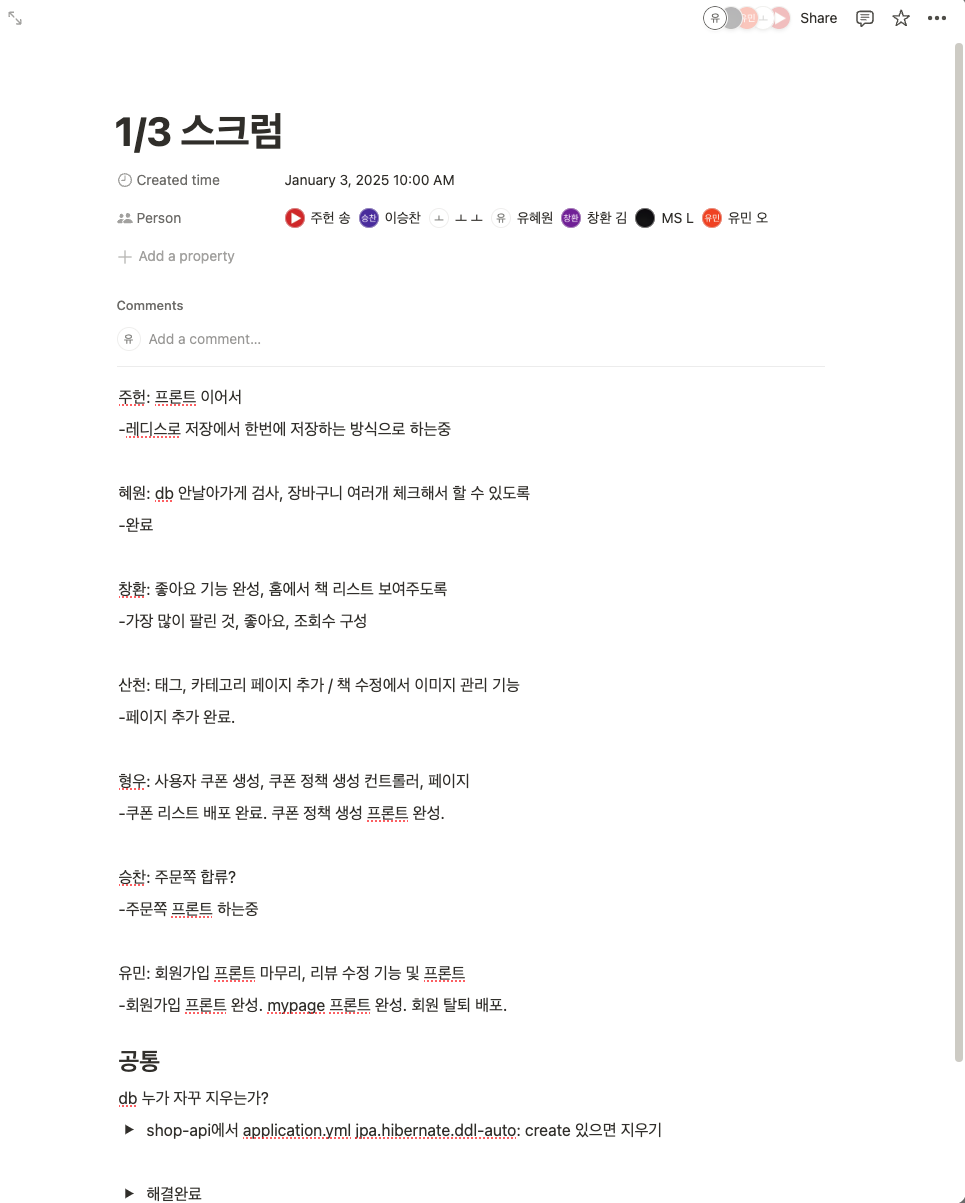 유 유민 ㅗ Share
1/3 스크럼
Created time January 3, 2025 10:00 AM
Person 주헌 송 승찬 이승찬 ㅗ ㅗ ㅗ 유 유혜원 창환 창환 김 MS L 유민 유민 오
Add a property
Comments
유 Add a comment...
주헌: 프론트 이어서
-레디스로 저장에서 한번에 저장하는 방식으로 하는중
혜원: db 안날아가게 검사, 장바구니 여러개 체크해서 할 수 있도록
-완료
창환: 좋아요 기능 완성, 홈에서 책 리스트 보여주도록
-가장 많이 팔린 것, 좋아요, 조회수 구성
산천: 태그, 카테고리 페이지 추가 / 책 수정에서 이미지 관리 기능
-페이지 추가 완료.
형우: 사용자 쿠폰 생성, 쿠폰 정책 생성 컨트롤러, 페이지
-쿠폰 리스트 배포 완료. 쿠폰 정책 생성 프론트 완성.
승찬: 주문쪽 합류?
-주문쪽 프론트 하는중
유민: 회원가입 프론트 마무리, 리뷰 수정 기능 및 프론트
-회원가입 프론트 완성. mypage 프론트 완성. 회원 탈퇴 배포.
공통
db 누가 자꾸 지우는가?
shop-api에서 application.yml jpa.hibernate.ddl-auto: create 있으면 지우기
해결완료